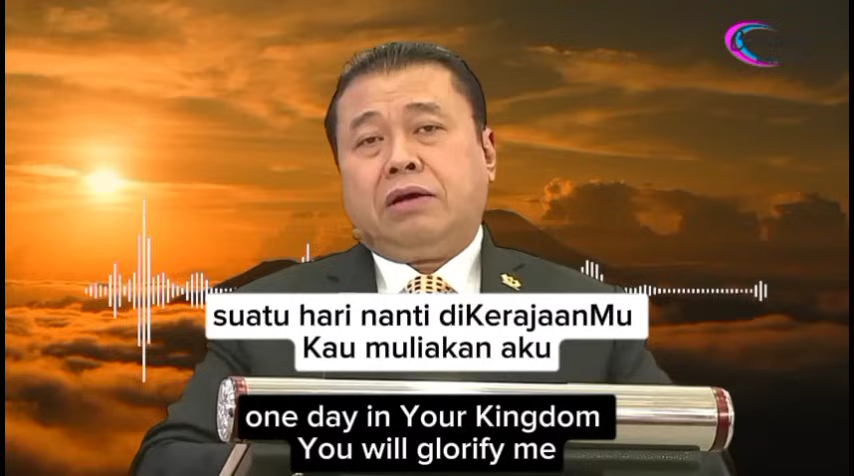 suatu hari nanti diKerajaanMu
Kau muliakan aku
one day in Your Kingdom
You will glorify me